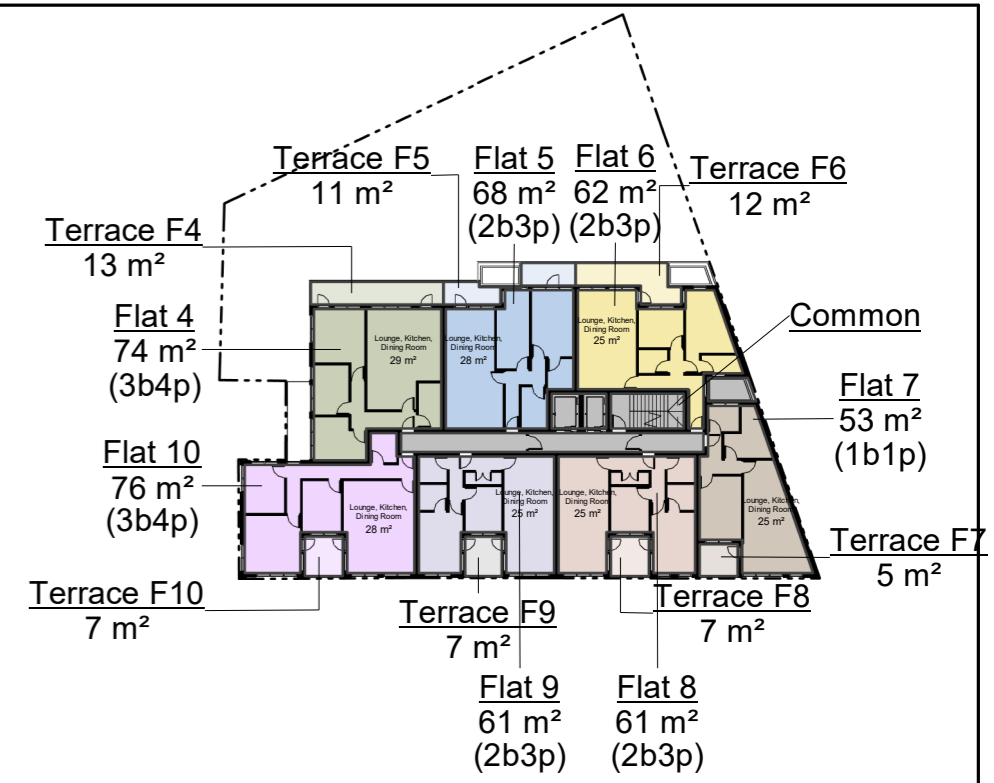 Terrace F5
11 m²
Flat 5
68 m²
(2b3p)
Flat 6
62 m²
(2b3p)
Terrace F6
12 m²
Terrace F4
13 m²
Flat 4
74 m²
(3b4p)
Common
Flat 7
53 m²
(1b1p)
Flat 10
76 m²
(3b4p)
Lounge, Kitchen,
Dining Room
29 m²
Lounge, Kitchen,
Dining Room
28 m²
Lounge, Kitchen,
Dining Room
25 m²
Lounge, Kitchen,
Dining Room
28 m²
Lounge, Kitchen,
Dining Room
25 m²
Lounge, Kitchen,
Dining Room
25 m²
Lounge, Kitchen,
Dining Room
25 m²
Terrace F7
5 m²
Terrace F10
7 m²
Terrace F9
7 m²
Terrace F8
7 m²
Flat 9
61 m²
(2b3p)
Flat 8
61 m²
(2b3p)